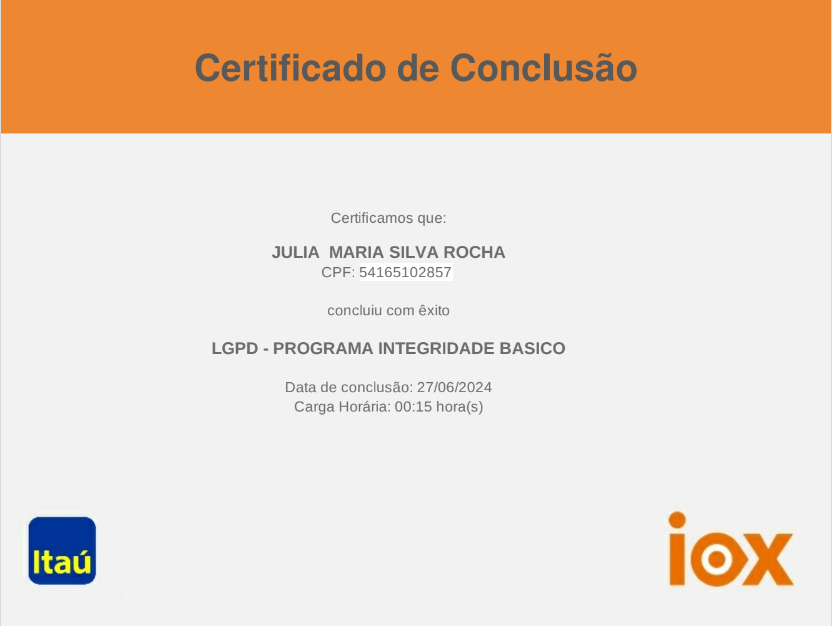 Certificado de Conclusão
Certificamos que:
JULIA  MARIA SILVA ROCHA
CPF: 54165102857
concluiu com êxito
LGPD - PROGRAMA INTEGRIDADE BASICO
Data de conclusão: 27/06/2024
Carga Horária: 00:15 hora(s)
Itaú
iox